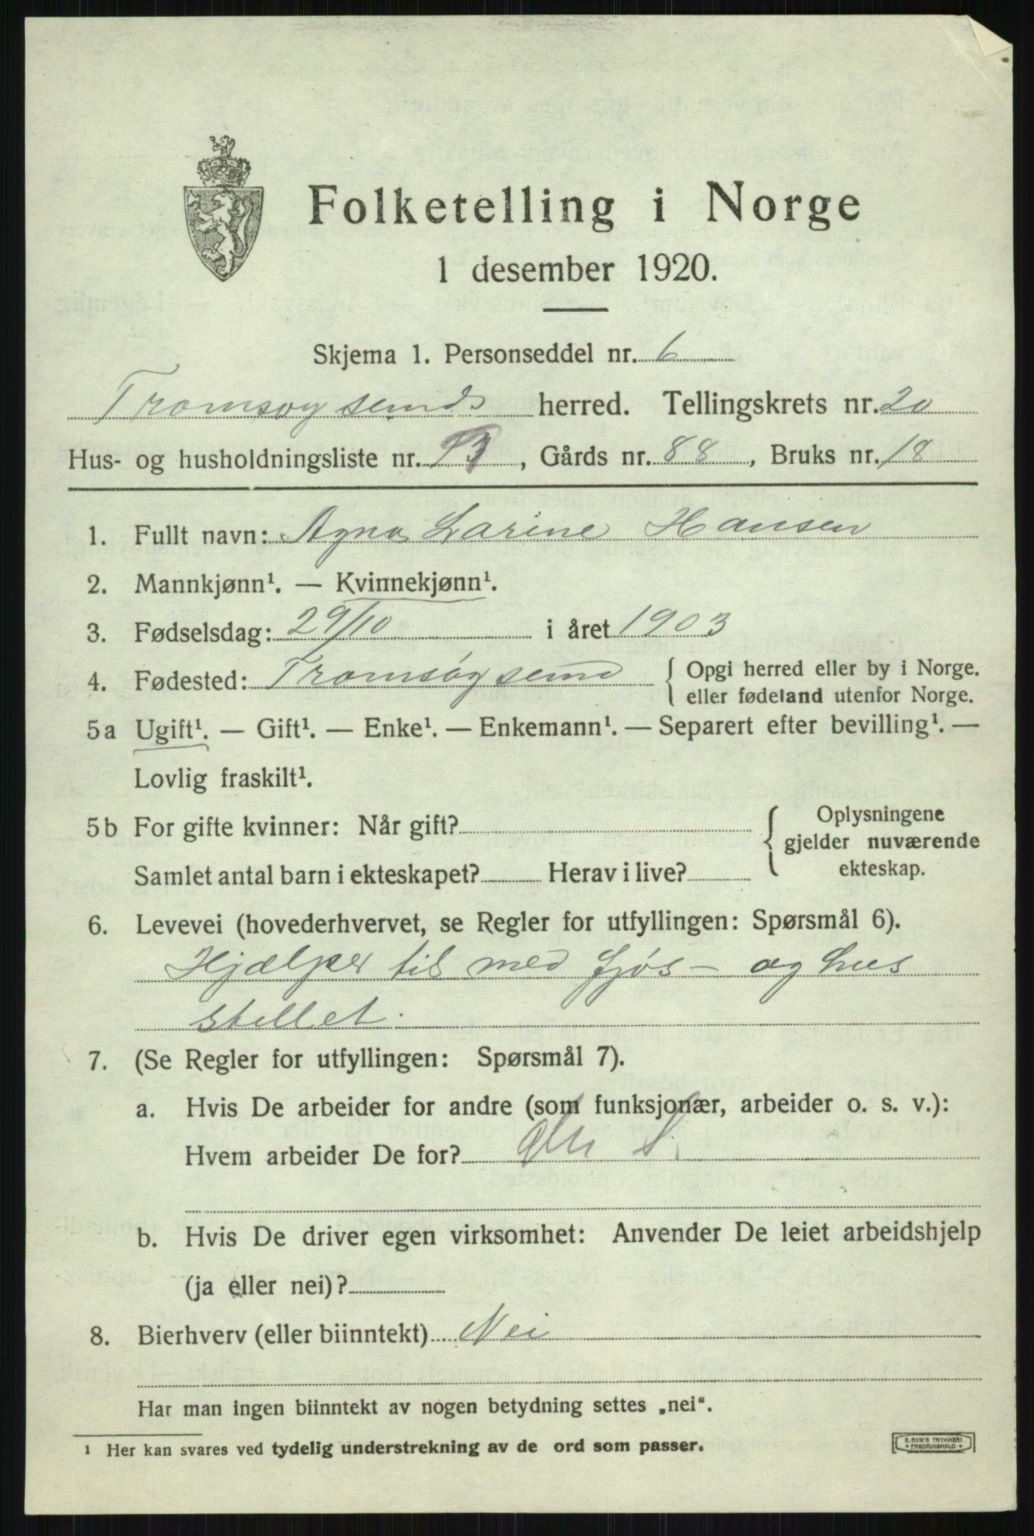 Folketelling i Norge
1 desember 1920.
Skjema 1. Personseddel nr. 6
Tromsøysunds herred. Tellingskrets nr. 20
Hus- og husholdningsliste nr. 13, Gårds nr. 88, Bruks nr. 18
1. Fullt navn: Agna Larine Hansen
2. Mannkjønn¹. — Kvinnekjønn¹.
3. Fødselsdag: 29/10 i året 1903
4. Fødested: Tromsøysund { Opgi herred eller by i Norge.
eller fødeland utenfor Norge.
5a Ugift¹. — Gift¹. — Enke¹. — Enkemann¹. — Separert efter bevilling¹. —
Lovlig fraskilt¹.
5b For gifte kvinner: Når gift? { Oplysningene
gjelder nuværende
ekteskap.
Samlet antal barn i ekteskapet? Herav i live?
6. Levevei (hovederhvervet, se Regler for utfyllingen: Spørsmål 6).
Hjælper til med fjøs- og hus
stellet.
7. (Se Regler for utfyllingen: Spørsmål 7).
a. Hvis De arbeider for andre (som funksjonær, arbeider o. s. v.):
Hvem arbeider De for?
b. Hvis De driver egen virksomhet: Anvender De leiet arbeidshjelp
(ja eller nei)?
8. Bierhverv (eller biinntekt) Nei
Har man ingen biinntekt av nogen betydning settes „nei“.
¹ Her kan svares ved tydelig understrekning av de ord som passer.